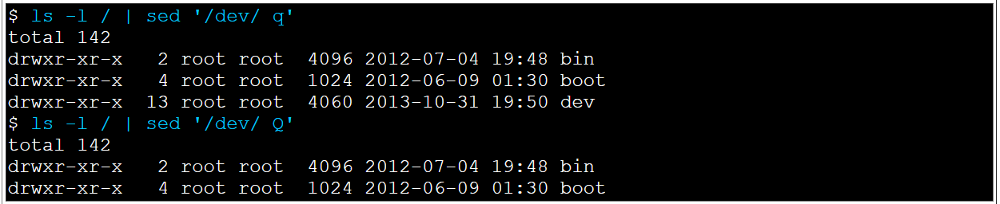 $ ls -l / | sed '/dev/ q'
total 142
drwxr-xr-x   2 root root  4096 2012-07-04 19:48 bin
drwxr-xr-x   4 root root  1024 2012-06-09 01:30 boot
drwxr-xr-x  13 root root  4060 2013-10-31 19:50 dev
$ ls -l / | sed '/dev/ Q'
total 142
drwxr-xr-x   2 root root  4096 2012-07-04 19:48 bin
drwxr-xr-x   4 root root  1024 2012-06-09 01:30 boot